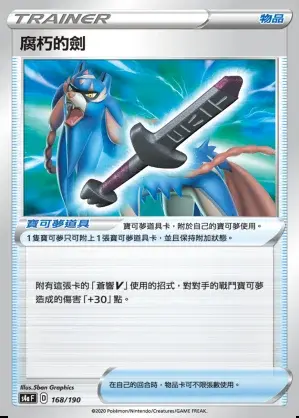 TRAINER 物品
腐朽的劍
寶可夢道具 寶可夢道具卡，附於自己的寶可夢使用。
1隻寶可夢只可附上1張寶可夢道具卡，並且保持附加狀態。
附有這張卡的「蒼響V」使用的招式，對對手的戰鬥寶可夢
造成的傷害「+30」點。
Illus.5ban Graphics
s4a F D 168/190
在自己的回合時，物品卡可不限張數使用。
©2020 Pokémon/Nintendo/Creatures/GAME FREAK.